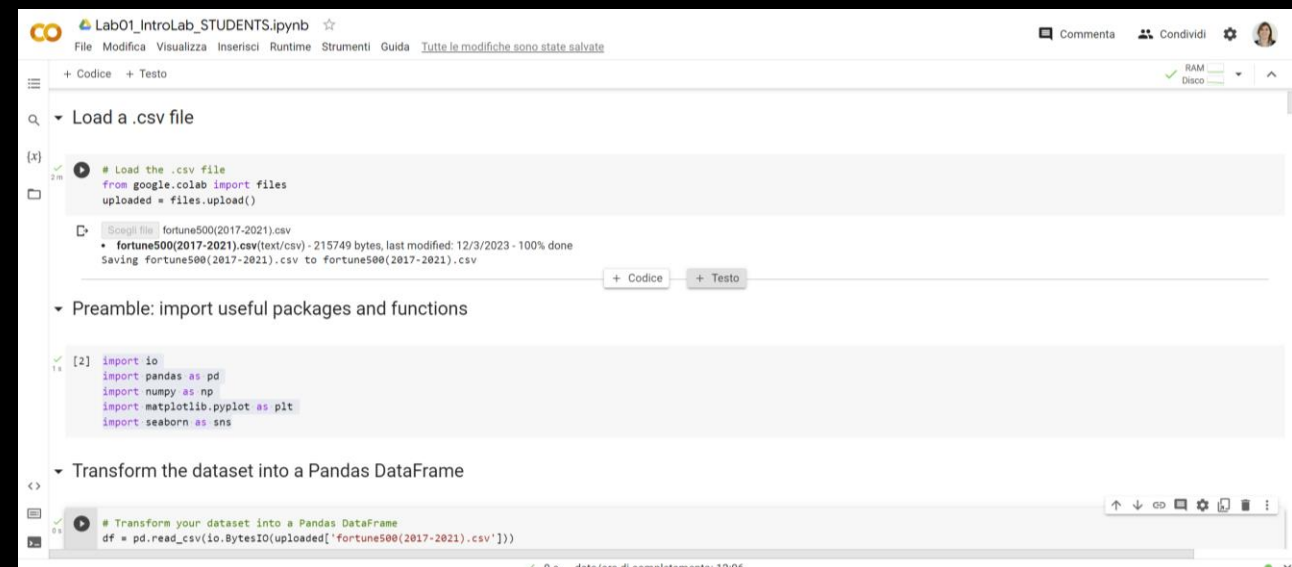 CO
Lab01_IntroLab_STUDENTS.ipynb
File Modifica Visualizza Inserisci Runtime Strumenti Guida Tutte le modifiche sono state salvate
Commenta Condividi
+ Codice + Testo
RAM
Disco
Load a .csv file
{x}
2 m
# Load the .csv file
from google.colab import files
uploaded = files.upload()
Scegli file fortune500(2017-2021).csv
• fortune500(2017-2021).csv(text/csv) - 215749 bytes, last modified: 12/3/2023 - 100% done
Saving fortune500(2017-2021).csv to fortune500(2017-2021).csv
+ Codice + Testo
Preamble: import useful packages and functions
1 s
[2] import io
import pandas as pd
import numpy as np
import matplotlib.pyplot as plt
import seaborn as sns
Transform the dataset into a Pandas DataFrame
0 s
# Transform your dataset into a Pandas DataFrame
df = pd.read_csv(io.BytesIO(uploaded['fortune500(2017-2021).csv']))